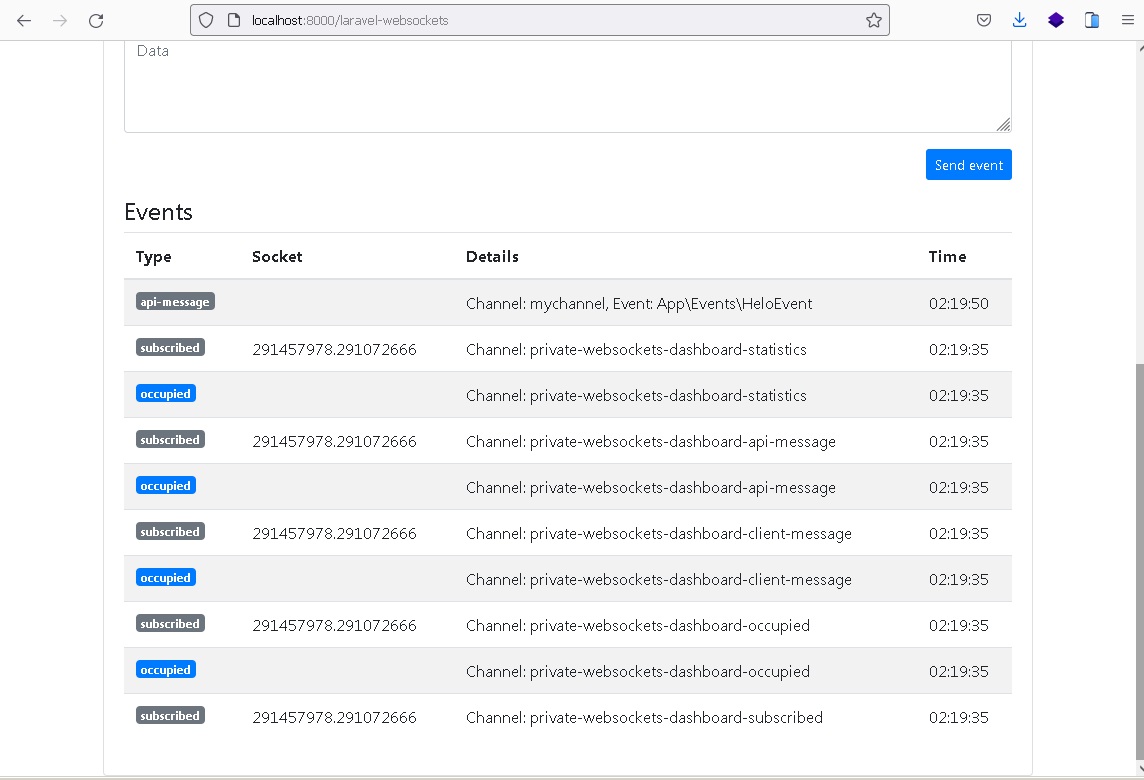 localhost:8000/laravel-websockets
Data
Send event
Events
Type Socket Details Time
api-message Channel: mychannel, Event: App\Events\HeloEvent 02:19:50
subscribed 291457978.291072666 Channel: private-websockets-dashboard-statistics 02:19:35
occupied Channel: private-websockets-dashboard-statistics 02:19:35
subscribed 291457978.291072666 Channel: private-websockets-dashboard-api-message 02:19:35
occupied Channel: private-websockets-dashboard-api-message 02:19:35
subscribed 291457978.291072666 Channel: private-websockets-dashboard-client-message 02:19:35
occupied Channel: private-websockets-dashboard-client-message 02:19:35
subscribed 291457978.291072666 Channel: private-websockets-dashboard-occupied 02:19:35
occupied Channel: private-websockets-dashboard-occupied 02:19:35
subscribed 291457978.291072666 Channel: private-websockets-dashboard-subscribed 02:19:35